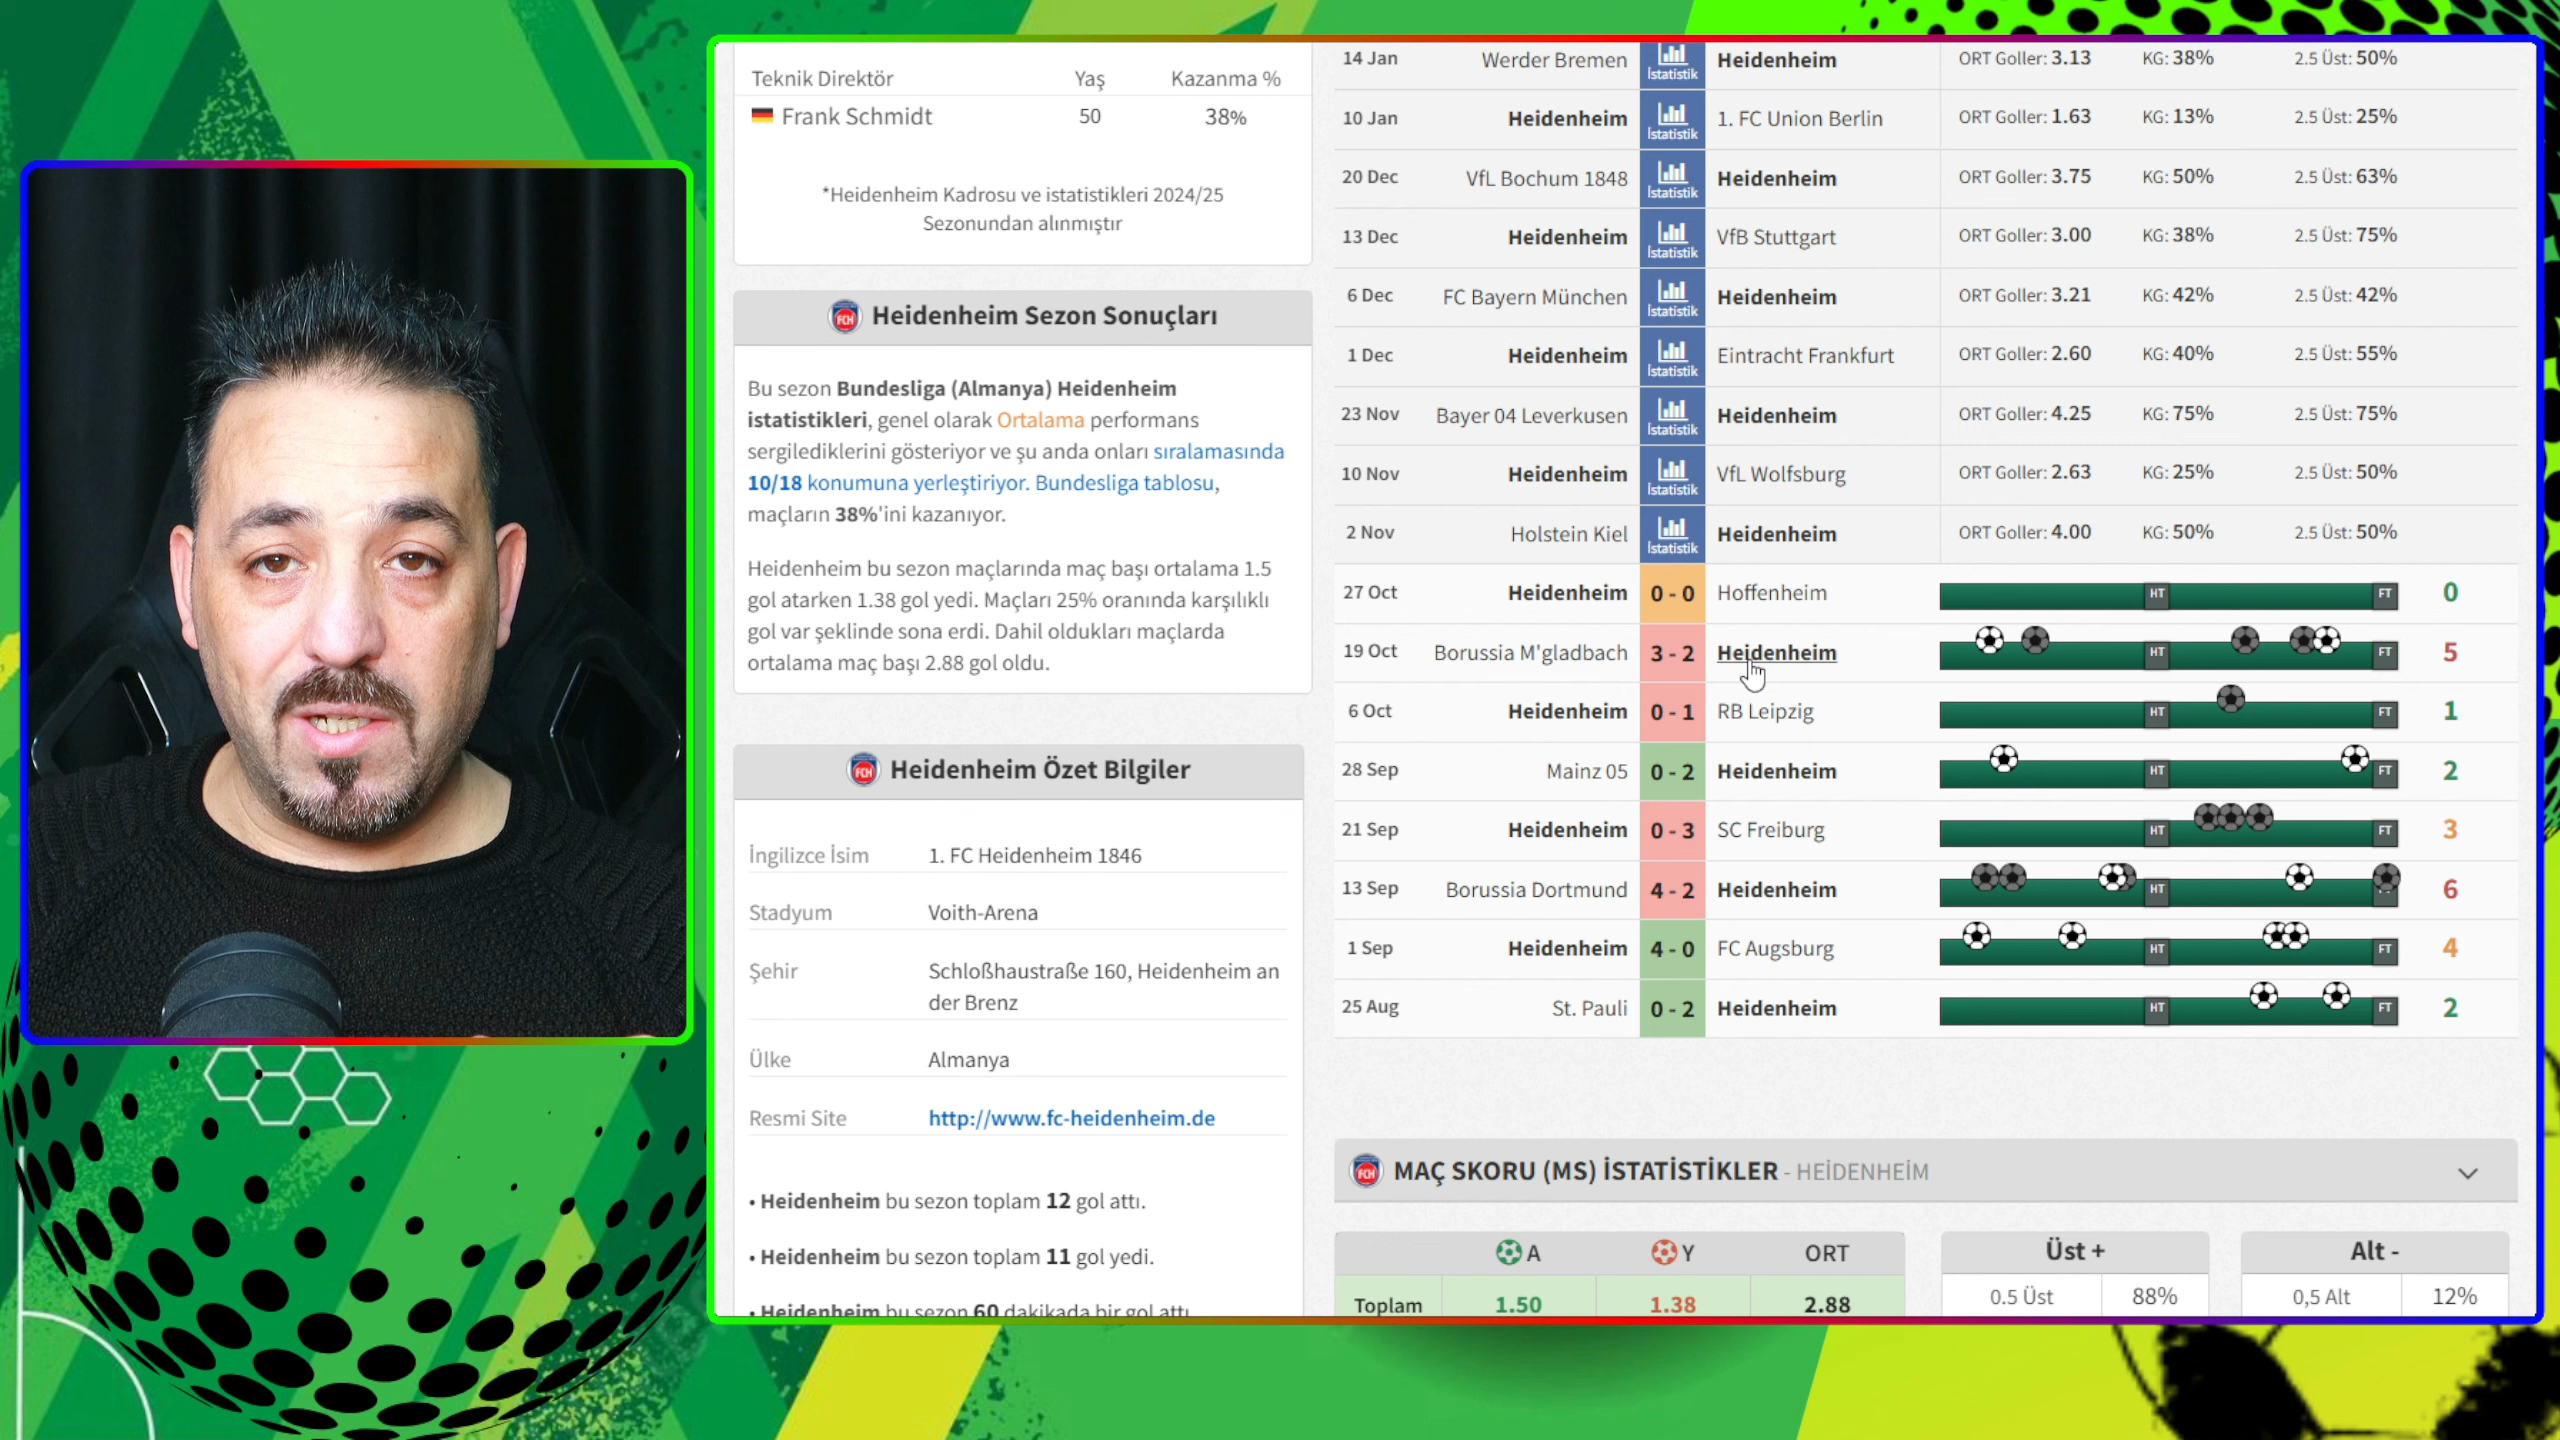 Teknik Direktör Yaş Kazanma %
Frank Schmidt 50 38%
*Heidenheim Kadrosu ve istatistikleri 2024/25
Sezonundan alınmıştır
Heidenheim Sezon Sonuçları
Bu sezon Bundesliga (Almanya) Heidenheim
istatistikleri, genel olarak Ortalama performans
sergilediklerini gösteriyor ve şu anda onları sıralamasında
10/18 konumuna yerleştiriyor. Bundesliga tablosu,
maçların 38%'ini kazanıyor.
Heidenheim bu sezon maçlarında maç başı ortalama 1.5
gol atarken 1.38 gol yedi. Maçları 25% oranında karşılıklı
gol var şeklinde sona erdi. Dahil oldukları maçlarda
ortalama maç başı 2.88 gol oldu.
Heidenheim Özet Bilgiler
İngilizce İsim 1. FC Heidenheim 1846
Stadyum Voith-Arena
Şehir Schloßhaustraße 160, Heidenheim an
der Brenz
Ülke Almanya
Resmi Site http://www.fc-heidenheim.de
• Heidenheim bu sezon toplam 12 gol attı.
• Heidenheim bu sezon toplam 11 gol yedi.
• Heidenheim bu sezon 60 dakikada bir gol attı
14 Jan Werder Bremen İstatistik Heidenheim ORT Goller: 3.13 KG: 38% 2.5 Üst: 50%
10 Jan Heidenheim İstatistik 1. FC Union Berlin ORT Goller: 1.63 KG: 13% 2.5 Üst: 25%
20 Dec VfL Bochum 1848 İstatistik Heidenheim ORT Goller: 3.75 KG: 50% 2.5 Üst: 63%
13 Dec Heidenheim İstatistik VfB Stuttgart ORT Goller: 3.00 KG: 38% 2.5 Üst: 75%
6 Dec FC Bayern München İstatistik Heidenheim ORT Goller: 3.21 KG: 42% 2.5 Üst: 42%
1 Dec Heidenheim İstatistik Eintracht Frankfurt ORT Goller: 2.60 KG: 40% 2.5 Üst: 55%
23 Nov Bayer 04 Leverkusen İstatistik Heidenheim ORT Goller: 4.25 KG: 75% 2.5 Üst: 75%
10 Nov Heidenheim İstatistik VfL Wolfsburg ORT Goller: 2.63 KG: 25% 2.5 Üst: 50%
2 Nov Holstein Kiel İstatistik Heidenheim ORT Goller: 4.00 KG: 50% 2.5 Üst: 50%
27 Oct Heidenheim 0 - 0 Hoffenheim HT FT 0
19 Oct Borussia M'gladbach 3 - 2 Heidenheim HT FT 5
6 Oct Heidenheim 0 - 1 RB Leipzig HT FT 1
28 Sep Mainz 05 0 - 2 Heidenheim HT FT 2
21 Sep Heidenheim 0 - 3 SC Freiburg HT FT 3
13 Sep Borussia Dortmund 4 - 2 Heidenheim HT 6
1 Sep Heidenheim 4 - 0 FC Augsburg HT FT 4
25 Aug St. Pauli 0 - 2 Heidenheim HT FT 2
MAÇ SKORU (MS) İSTATİSTİKLER - HEİDENHEİM
A Y ORT Üst + Alt -
Toplam 1.50 1.38 2.88 0.5 Üst 88% 0,5 Alt 12%